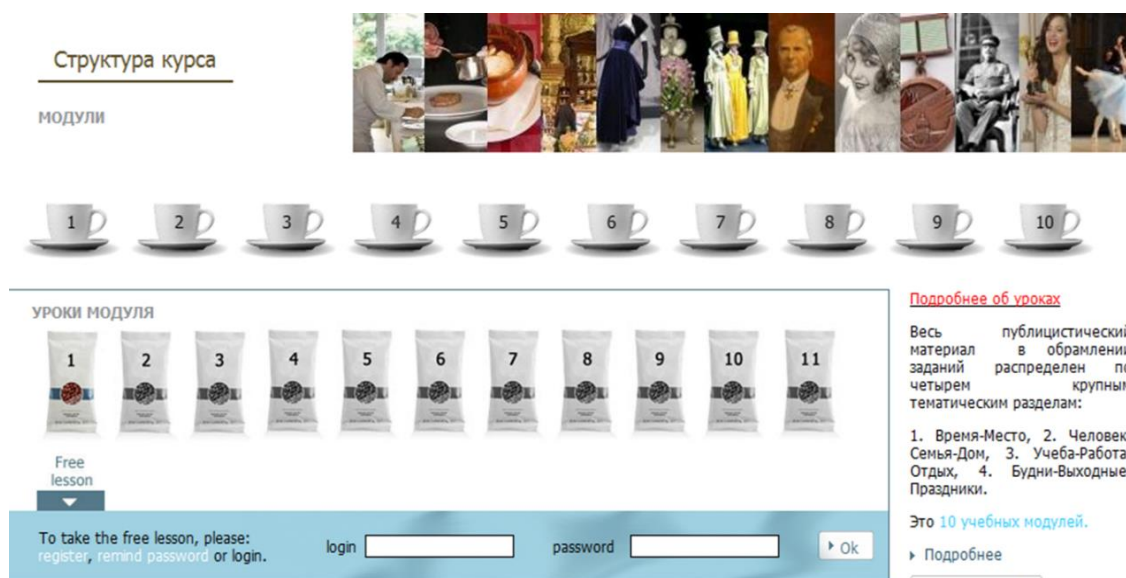 Структура курса
МОДУЛИ
1 2 3 4 5 6 7 8 9 10
УРОКИ МОДУЛЯ
1 2 3 4 5 6 7 8 9 10 11
Free
lesson
To take the free lesson, please:
register, remind password or login.
login
password
Ok
Подробнее об уроках
Весь публицистический
материал в обрамлении
заданий распределен по
четырем крупным
тематическим разделам:
1. Время-Место, 2. Человек
Семья-Дом, 3. Учеба-Работа
Отдых, 4. Будни-Выходные
Праздники.
Это 10 учебных модулей.
Подробнее